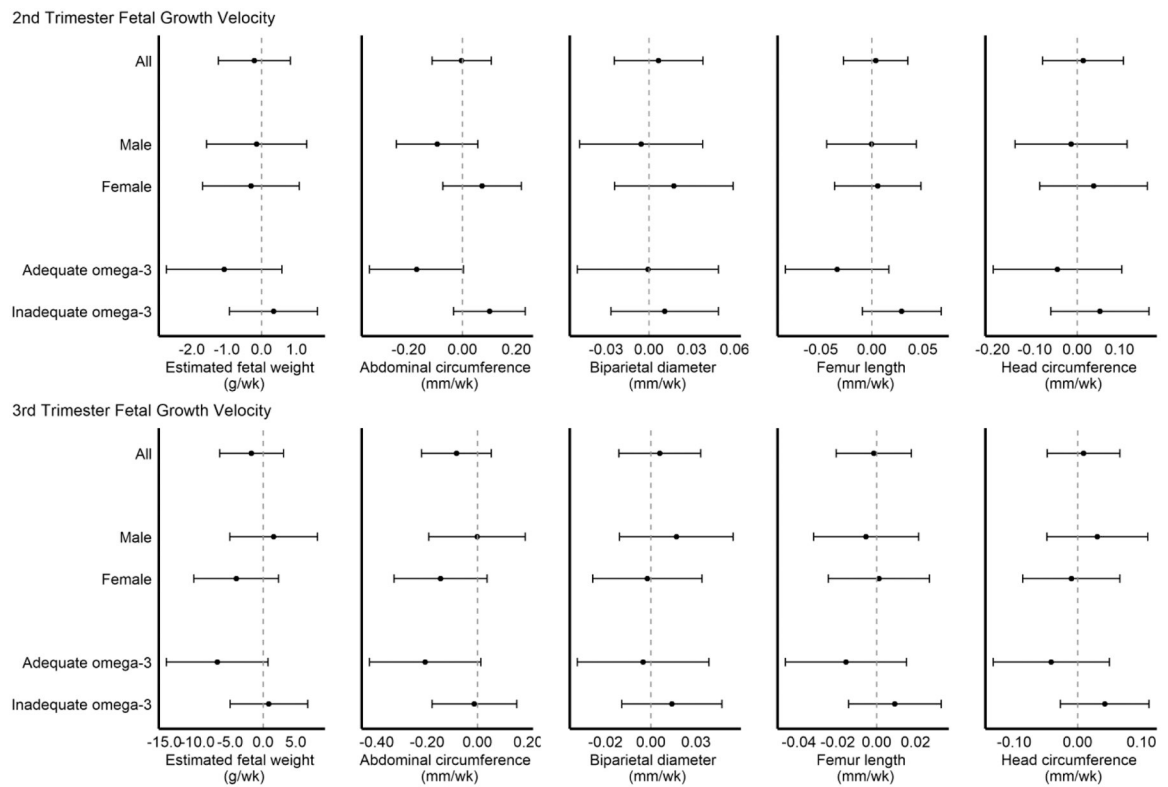 2nd Trimester Fetal Growth Velocity
All
Male
Female
Adequate omega-3
Inadequate omega-3
-2.0 -1.0 0.0 1.0
-0.20 0.00 0.20
-0.03 0.00 0.03 0.06
-0.05 0.00 0.05
-0.20 -0.10 0.00 0.10
Estimated fetal weight
(g/wk)
Abdominal circumference
(mm/wk)
Biparietal diameter
(mm/wk)
Femur length
(mm/wk)
Head circumference
(mm/wk)
3rd Trimester Fetal Growth Velocity
All
Male
Female
Adequate omega-3
Inadequate omega-3
-15.0 -10.0 -5.0 0.0 5.0
-0.40 -0.20 0.00 0.20
-0.02 0.00 0.03
-0.04 -0.02 0.00 0.02
-0.10 0.00 0.10
Estimated fetal weight
(g/wk)
Abdominal circumference
(mm/wk)
Biparietal diameter
(mm/wk)
Femur length
(mm/wk)
Head circumference
(mm/wk)